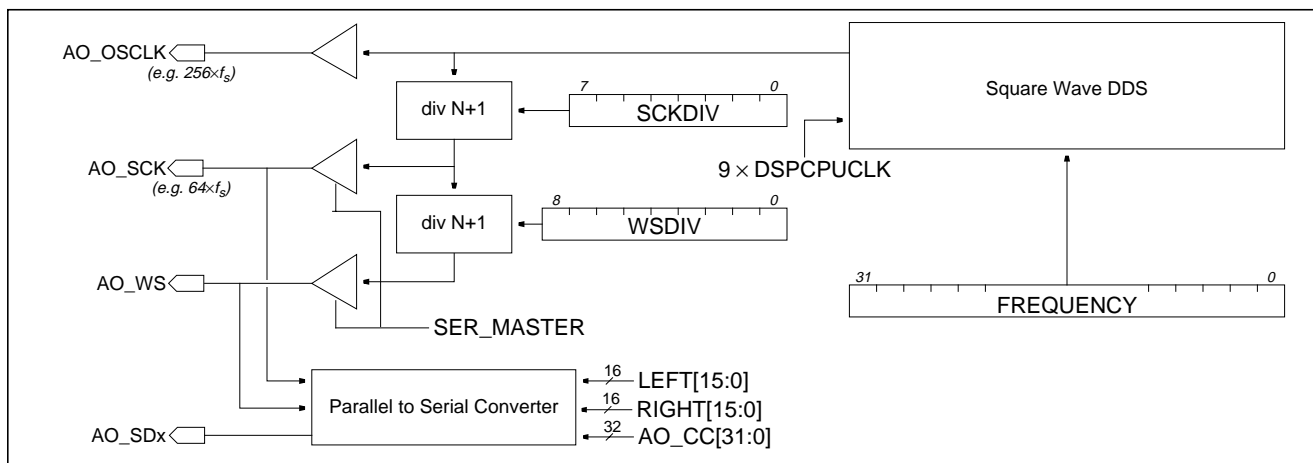 AO_OSCLK
(e.g. 256×fs)
7 0
div N+1
SCKDIV
Square Wave DDS
AO_SCK
(e.g. 64×fs)
9 × DSPCPUCLK
8 0
div N+1
WSDIV
AO_WS
31 0
FREQUENCY
SER_MASTER
Parallel to Serial Converter
16 LEFT[15:0]
16 RIGHT[15:0]
32 AO_CC[31:0]
AO_SDx